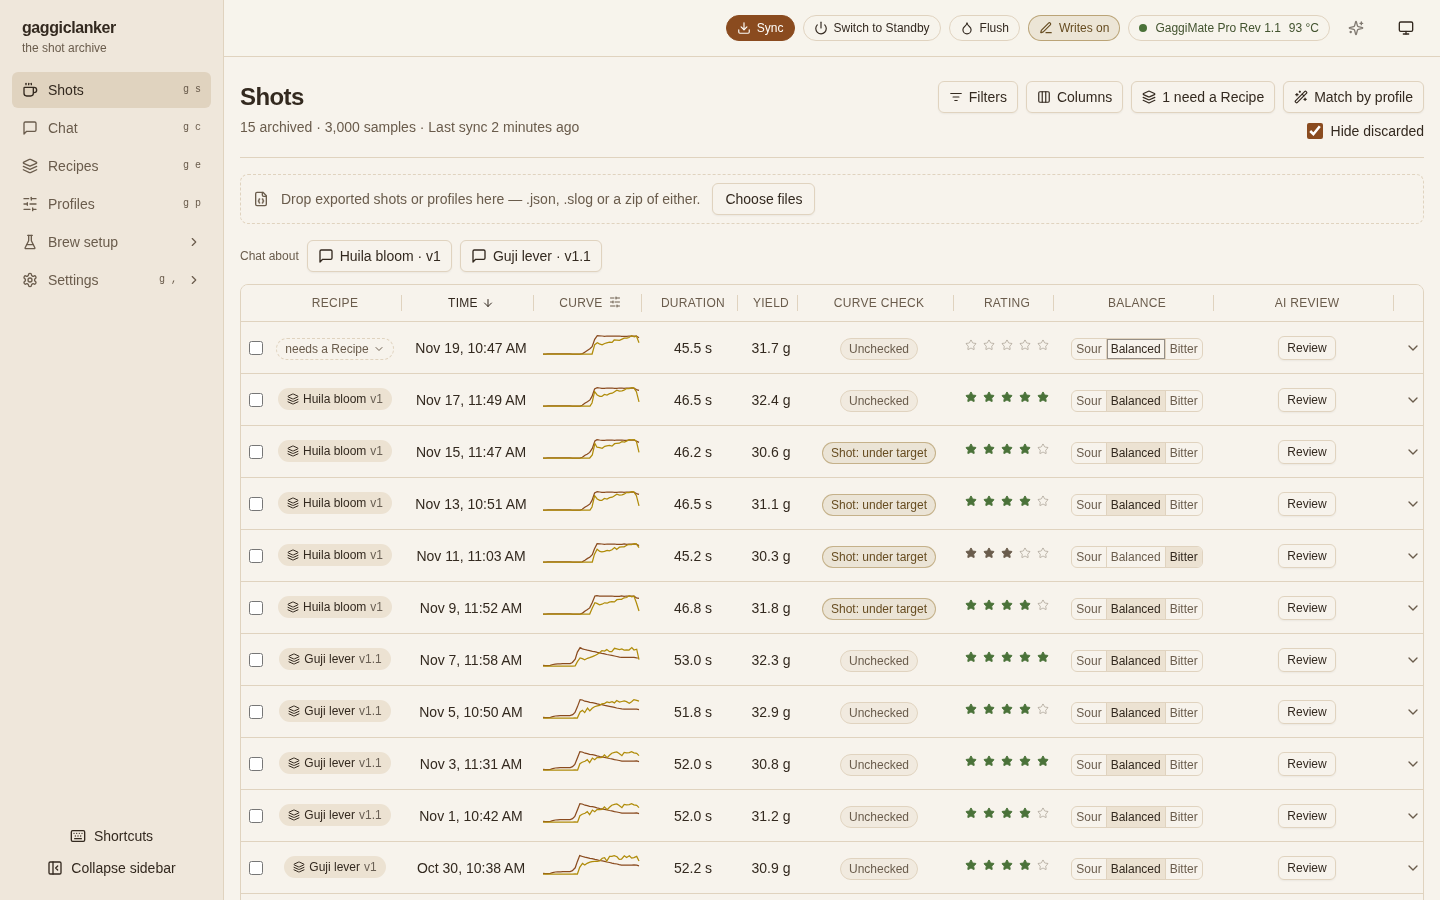 gaggiclanker
the shot archive
Shots g s
Chat g c
Recipes g e
Profiles g p
Brew setup
Settings g ,
Shortcuts
Collapse sidebar
Sync Switch to Standby Flush Writes on GaggiMate Pro Rev 1.1 93 °C
Shots
15 archived · 3,000 samples · Last sync 2 minutes ago
Filters Columns 1 need a Recipe Match by profile
Hide discarded
Drop exported shots or profiles here — .json, .slog or a zip of either. Choose files
Chat about Huila bloom · v1 Guji lever · v1.1
RECIPE TIME CURVE DURATION YIELD CURVE CHECK RATING BALANCE AI REVIEW
needs a Recipe Nov 19, 10:47 AM 45.5 s 31.7 g Unchecked Sour Balanced Bitter Review
Huila bloom v1 Nov 17, 11:49 AM 46.5 s 32.4 g Unchecked Sour Balanced Bitter Review
Huila bloom v1 Nov 15, 11:47 AM 46.2 s 30.6 g Shot: under target Sour Balanced Bitter Review
Huila bloom v1 Nov 13, 10:51 AM 46.5 s 31.1 g Shot: under target Sour Balanced Bitter Review
Huila bloom v1 Nov 11, 11:03 AM 45.2 s 30.3 g Shot: under target Sour Balanced Bitter Review
Huila bloom v1 Nov 9, 11:52 AM 46.8 s 31.8 g Shot: under target Sour Balanced Bitter Review
Guji lever v1.1 Nov 7, 11:58 AM 53.0 s 32.3 g Unchecked Sour Balanced Bitter Review
Guji lever v1.1 Nov 5, 10:50 AM 51.8 s 32.9 g Unchecked Sour Balanced Bitter Review
Guji lever v1.1 Nov 3, 11:31 AM 52.0 s 30.8 g Unchecked Sour Balanced Bitter Review
Guji lever v1.1 Nov 1, 10:42 AM 52.0 s 31.2 g Unchecked Sour Balanced Bitter Review
Guji lever v1 Oct 30, 10:38 AM 52.2 s 30.9 g Unchecked Sour Balanced Bitter Review